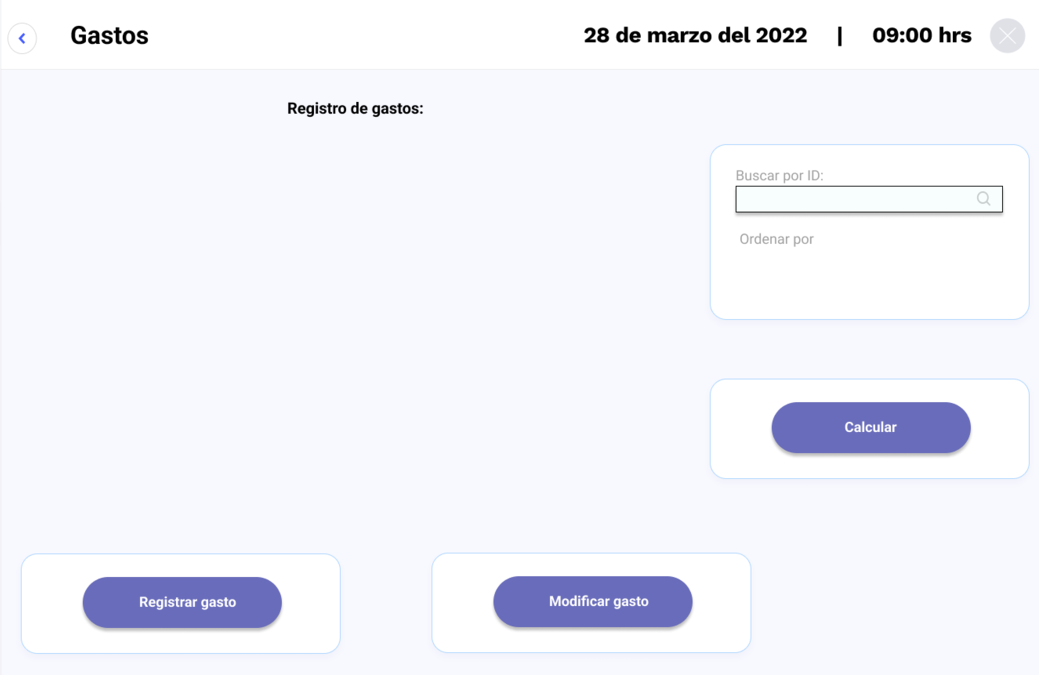 Gastos
28 de marzo del 2022 | 09:00 hrs
Registro de gastos:
Buscar por ID:
Ordenar por
Calcular
Registrar gasto
Modificar gasto